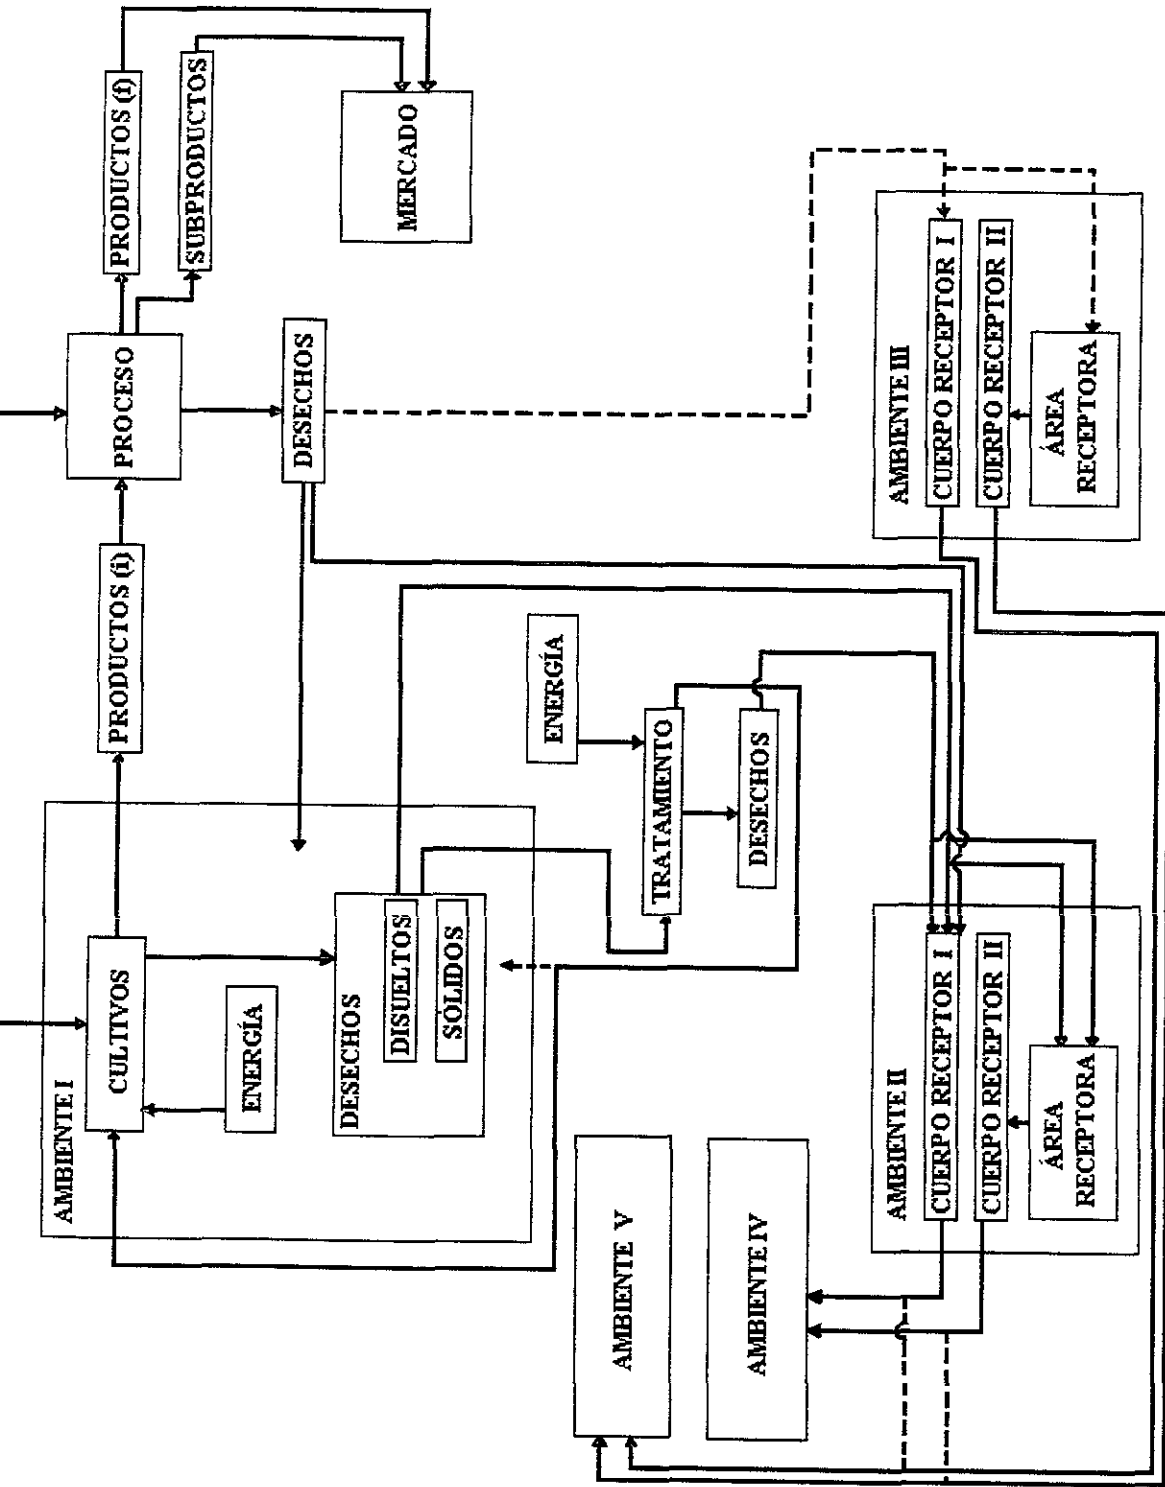 AMBIENTE I
CULTIVOS
ENERGÍA
DESECHOS
DISUELTOS
SÓLIDOS
PRODUCTOS (i)
PROCESO
PRODUCTOS (f)
SUBPRODUCTOS
MERCADO
DESECHOS
ENERGÍA
TRATAMIENTO
DESECHOS
AMBIENTE V
AMBIENTE IV
AMBIENTE II
CUERPO RECEPTOR I
CUERPO RECEPTOR II
ÁREA
RECEPTORA
AMBIENTE III
CUERPO RECEPTOR I
CUERPO RECEPTOR II
ÁREA
RECEPTORA